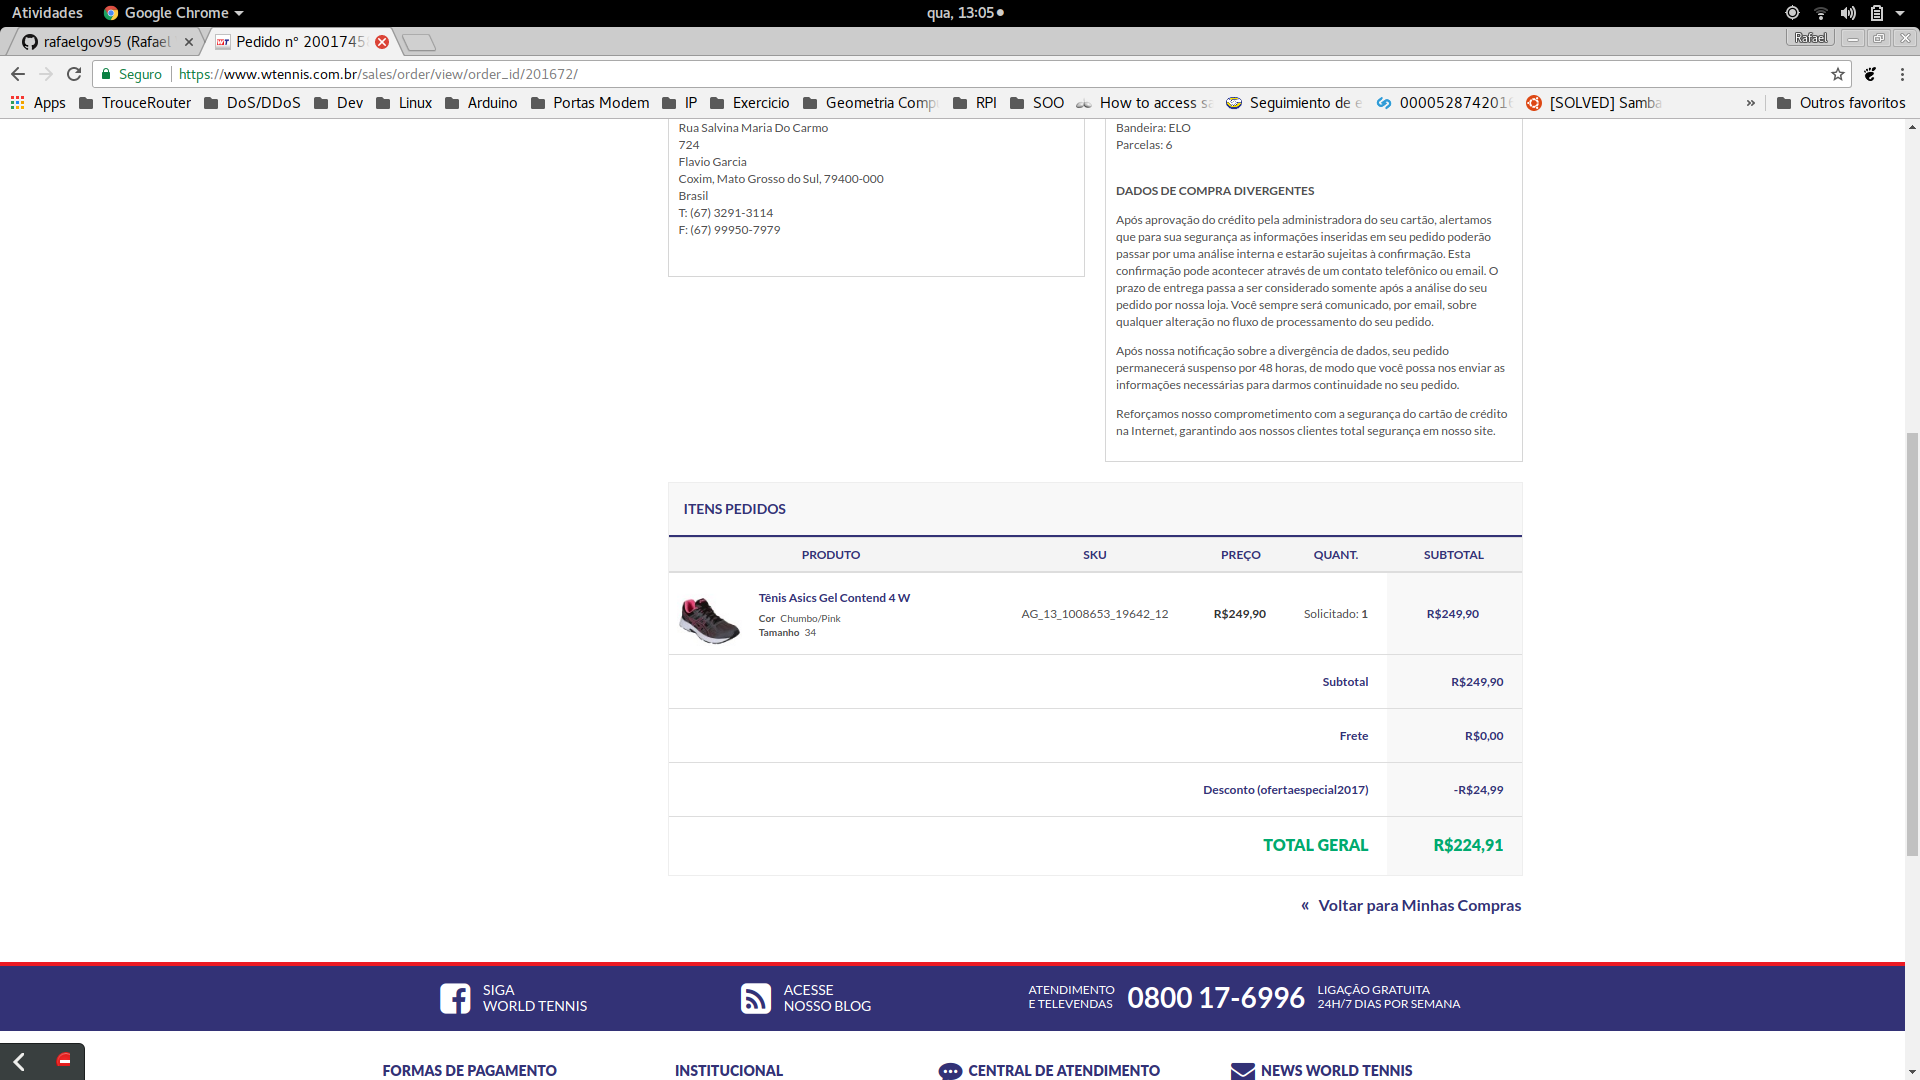 Atividades Google Chrome qua, 13:05
rafaelgov95 (Rafael Pedido n° 2001745 Rafael
Seguro https://www.wtennis.com.br/sales/order/view/order_id/201672/
Apps TrouceRouter DoS/DDoS Dev Linux Arduino Portas Modem IP Exercicio Geometria Comp RPI SOO How to access s Seguimiento de e 0000528742016 [SOLVED] Samba » Outros favoritos
Rua Salvina Maria Do Carmo
724
Flavio Garcia
Coxim, Mato Grosso do Sul, 79400-000
Brasil
T: (67) 3291-3114
F: (67) 99950-7979
Bandeira: ELO
Parcelas: 6
DADOS DE COMPRA DIVERGENTES
Após aprovação do crédito pela administradora do seu cartão, alertamos
que para sua segurança as informações inseridas em seu pedido poderão
passar por uma análise interna e estarão sujeitas à confirmação. Esta
confirmação pode acontecer através de um contato telefônico ou email. O
prazo de entrega passa a ser considerado somente após a análise do seu
pedido por nossa loja. Você sempre será comunicado, por email, sobre
qualquer alteração no fluxo de processamento do seu pedido.
Após nossa notificação sobre a divergência de dados, seu pedido
permanecerá suspenso por 48 horas, de modo que você possa nos enviar as
informações necessárias para darmos continuidade no seu pedido.
Reforçamos nosso comprometimento com a segurança do cartão de crédito
na Internet, garantindo aos nossos clientes total segurança em nosso site.
ITENS PEDIDOS
PRODUTO SKU PREÇO QUANT. SUBTOTAL
Tênis Asics Gel Contend 4 W
Cor Chumbo/Pink
Tamanho 34
AG_13_1008653_19642_12 R$249,90 Solicitado: 1 R$249,90
Subtotal R$249,90
Frete R$0,00
Desconto (ofertaespecial2017) -R$24,99
TOTAL GERAL R$224,91
« Voltar para Minhas Compras
SIGA
WORLD TENNIS
ACESSE
NOSSO BLOG
ATENDIMENTO
E TELEVENDAS
0800 17-6996
LIGAÇÃO GRATUITA
24H/7 DIAS POR SEMANA
FORMAS DE PAGAMENTO INSTITUCIONAL CENTRAL DE ATENDIMENTO NEWS WORLD TENNIS